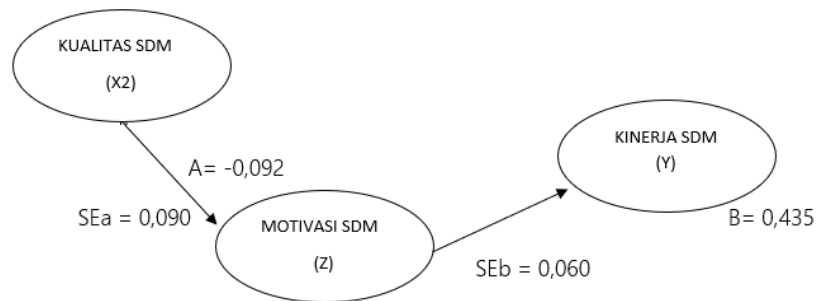 KUALITAS SDM
(X2)
KINERJA SDM
(Y)
A= -0,092
SEa = 0,090
MOTIVASI SDM
(Z)
B= 0,435
SEb = 0,060